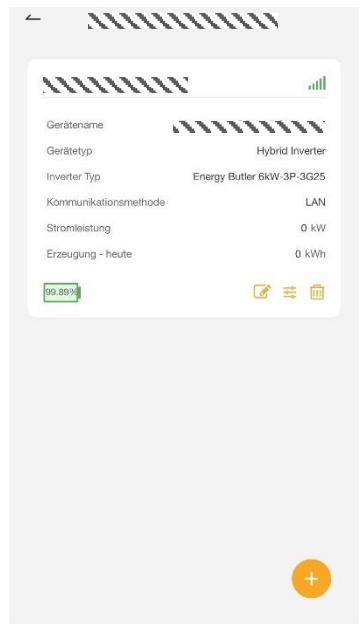 Gerätename
Gerätetyp Hybrid Inverter
Inverter Typ Energy Butler 6kW-3P-3G25
Kommunikationsmethode LAN
Stromleistung 0 kW
Erzeugung - heute 0 kWh
99.89%
+